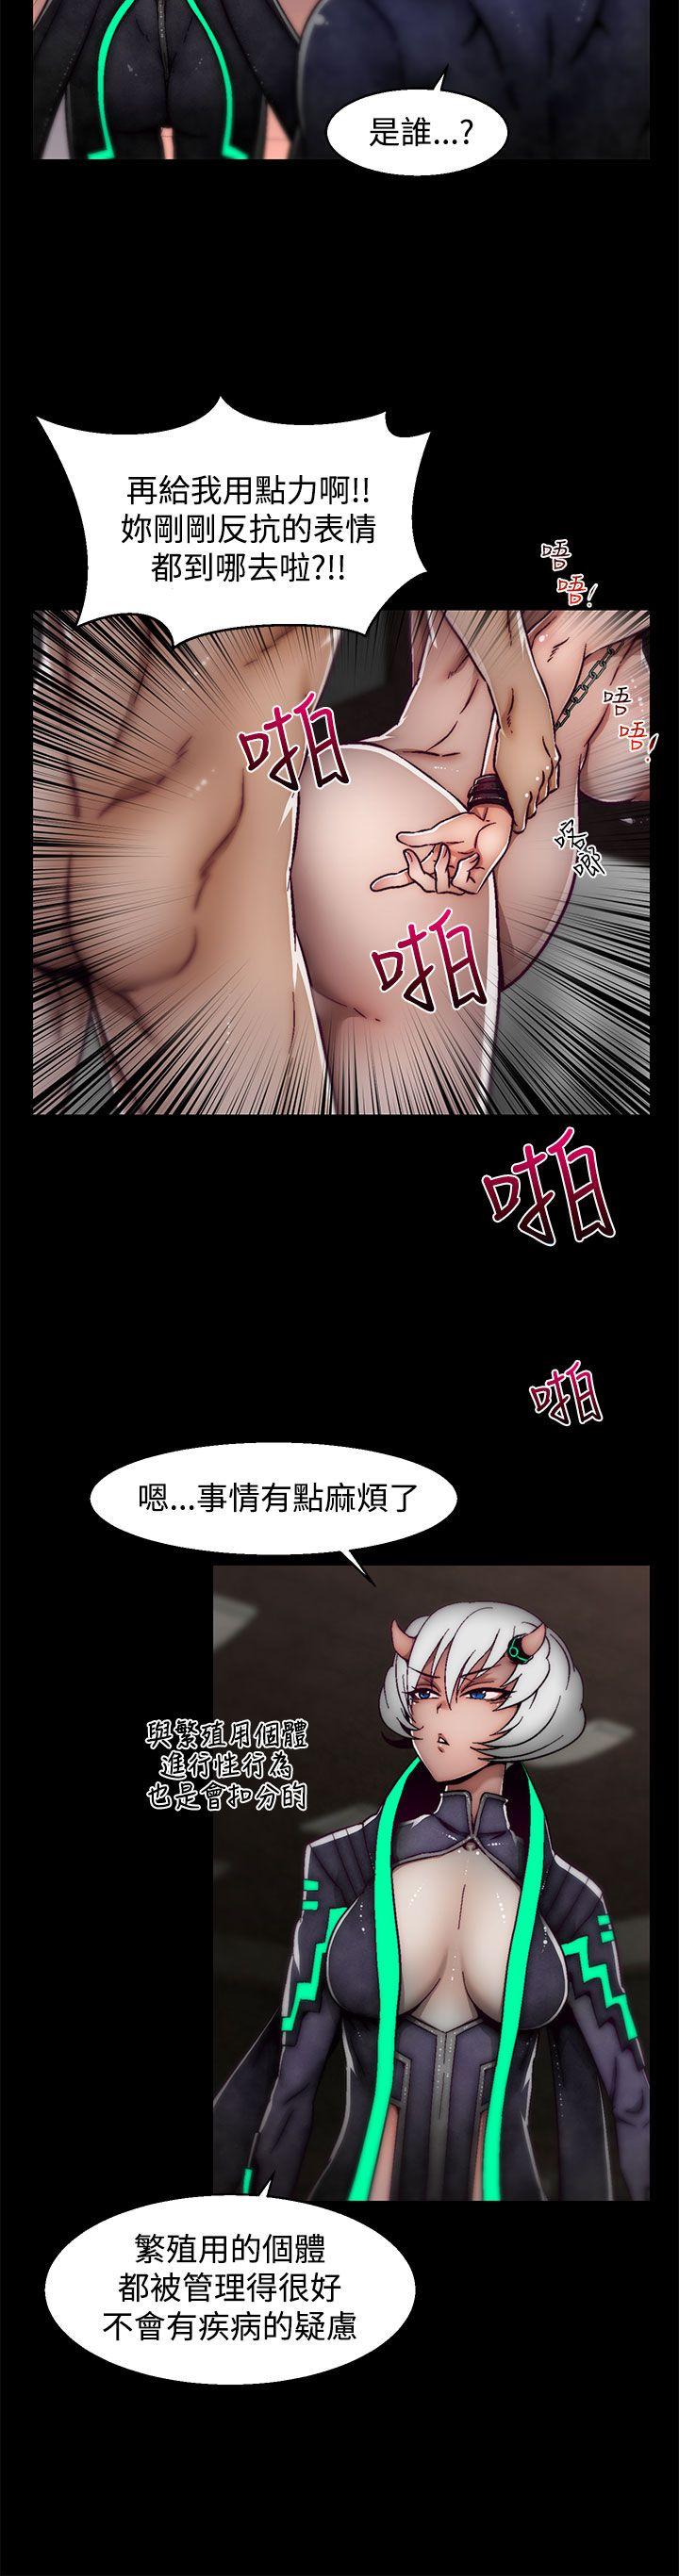 是誰...?
再給我用點力啊!!
妳剛剛反抗的表情
都到哪去啦?!!
唔
唔!
唔
唔!
啪
喀
啷
啪
啪
啪
嗯...事情有點麻煩了
與繁殖用個體
進行性行為
也是會扣分的
繁殖用的個體
都被管理得很好
不會有疾病的疑慮